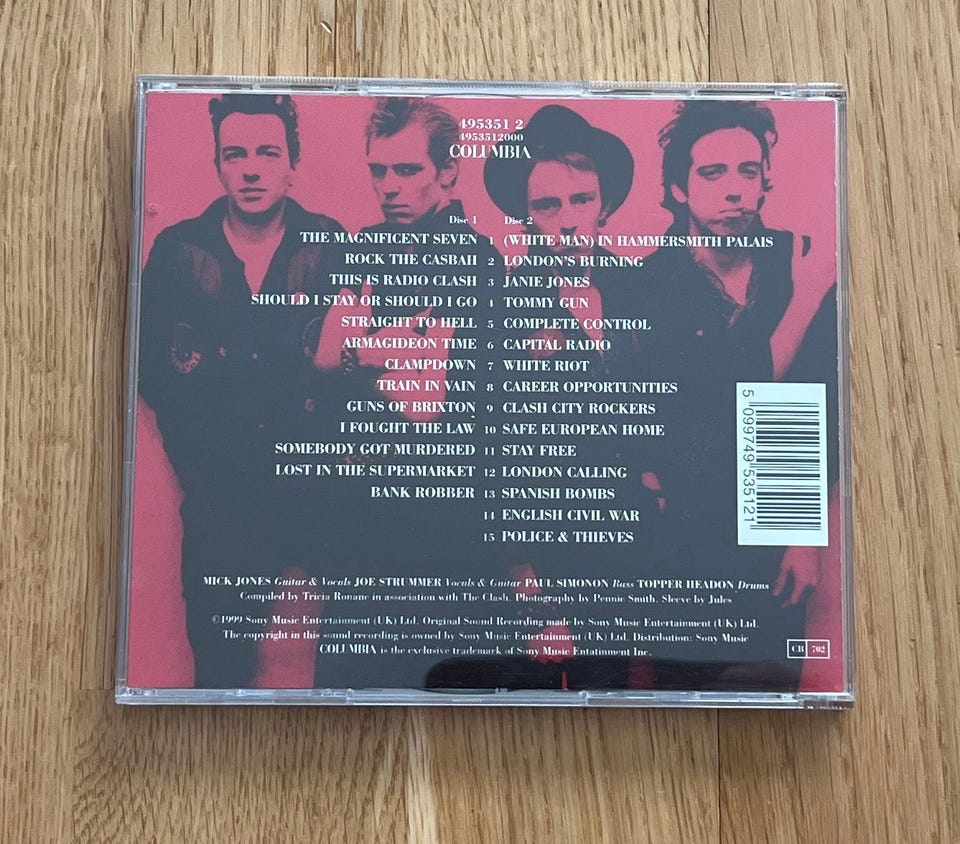 495351 2
4953512000
COLUMBIA
Disc 1 Disc 2
THE MAGNIFICENT SEVEN 1 (WHITE MAN) IN HAMMERSMITH PALAIS
ROCK THE CASBAH 2 LONDON'S BURNING
THIS IS RADIO CLASH 3 JANIE JONES
SHOULD I STAY OR SHOULD I GO 4 TOMMY GUN
STRAIGHT TO HELL 5 COMPLETE CONTROL
ARMAGIDEON TIME 6 CAPITAL RADIO
CLAMPDOWN 7 WHITE RIOT
TRAIN IN VAIN 8 CAREER OPPORTUNITIES
GUNS OF BRIXTON 9 CLASH CITY ROCKERS
I FOUGHT THE LAW 10 SAFE EUROPEAN HOME
SOMEBODY GOT MURDERED 11 STAY FREE
LOST IN THE SUPERMARKET 12 LONDON CALLING
BANK ROBBER 13 SPANISH BOMBS
14 ENGLISH CIVIL WAR
15 POLICE & THIEVES
5 099749 535121
MICK JONES Guitar & Vocals JOE STRUMMER Vocals & Guitar PAUL SIMONON Bass TOPPER HEADON Drums
Compiled by Tricia Ronane in association with The Clash. Photography by Pennie Smith. Sleeve by Jules
©1999 Sony Music Entertainment (UK) Ltd. Original Sound Recording made by Sony Music Entertainment (UK) Ltd.
The copyright in this sound recording is owned by Sony Music Entertainment (UK) Ltd. Distribution: Sony Music
COLUMBIA is the exclusive trademark of Sony Music Entatinment Inc.
CB 702